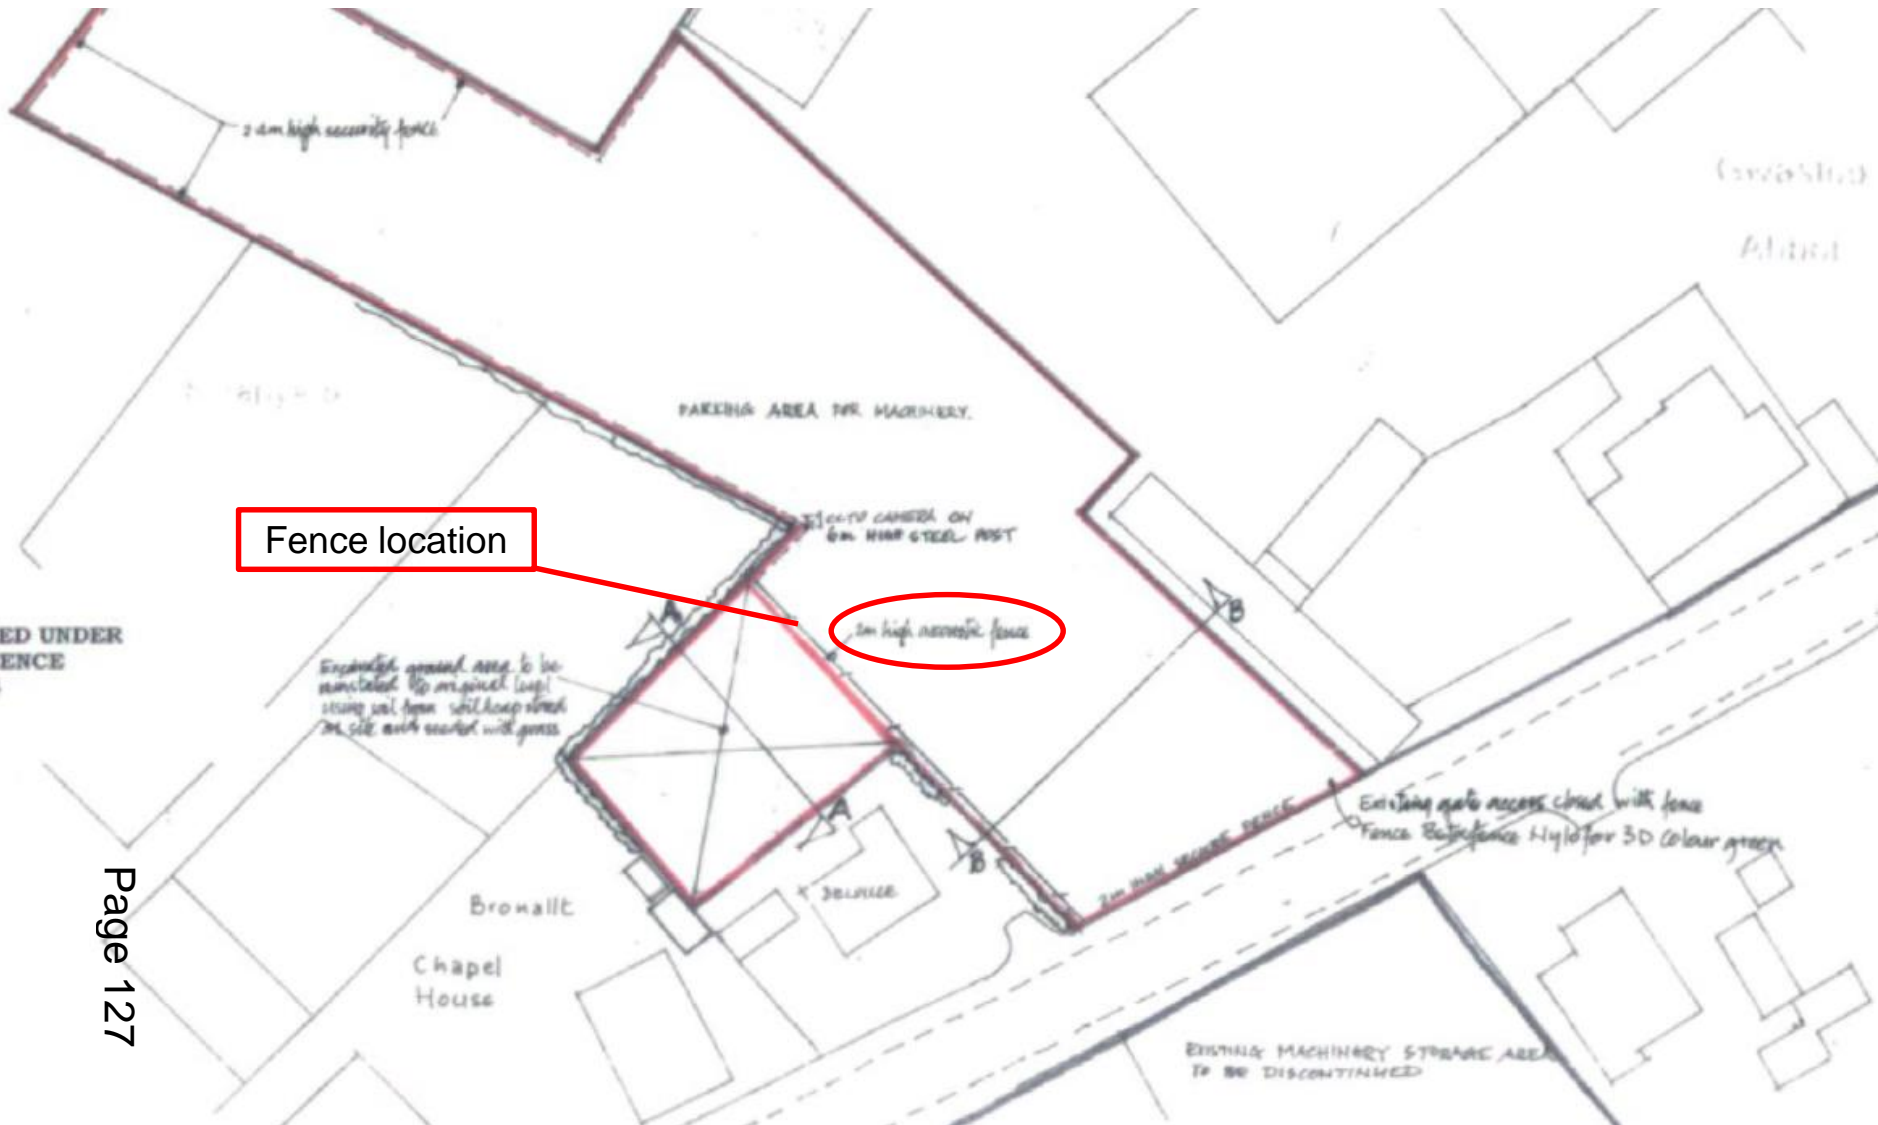 2.4m high security fence
PARKING AREA FOR MACHINERY.
CCTV CAMERA ON
6m HIGH STEEL POST
Fence location
A
B
2m high acoustic fence
ED UNDER
ENCE
Excavated ground area to be
reinstated to original level
using soil from soil heap stored
on site and seeded with grass
A
B
2m HIGH SECURE FENCE
Existing gate access closed with fence
Fence Betafence Nylofor 3D Colour green
Bronallt
Chapel
House
EXISTING MACHINERY STORAGE AREA
TO BE DISCONTINUED
Page 127